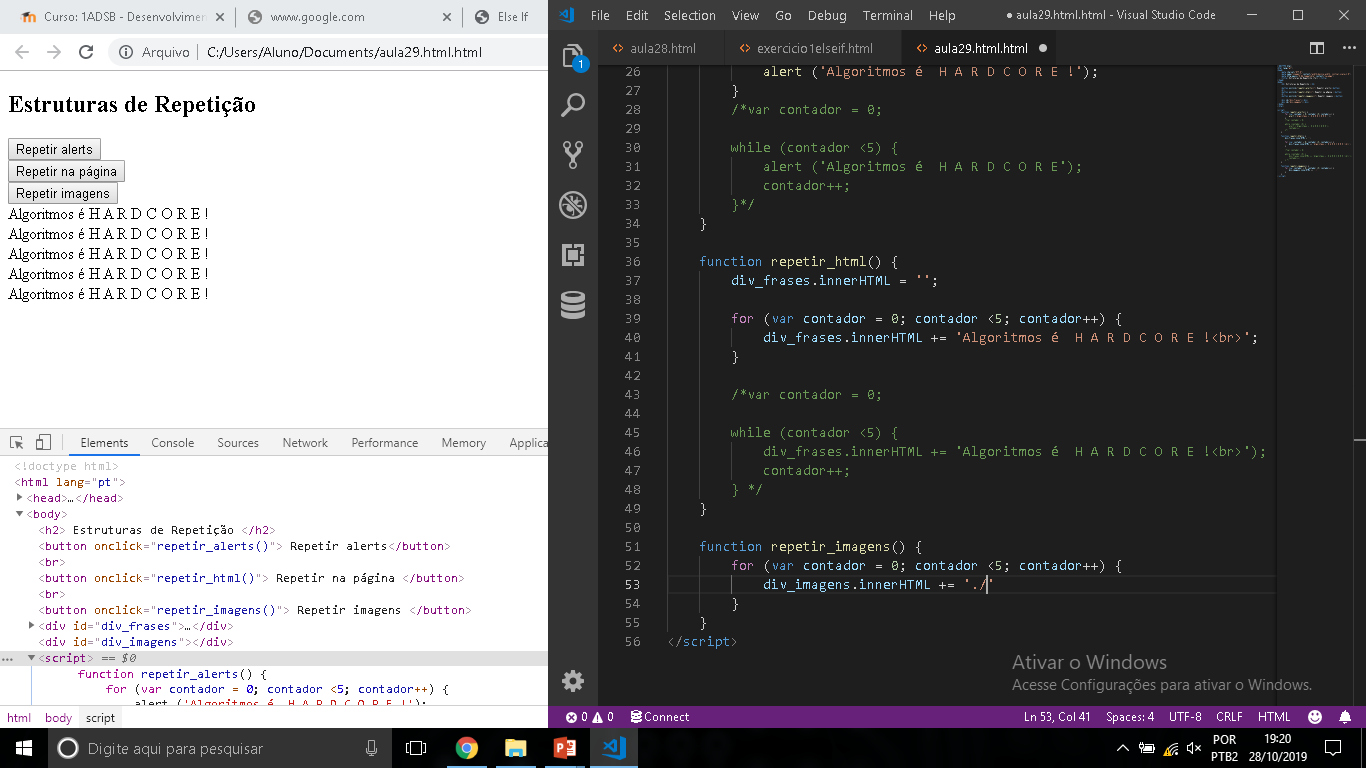 Curso: 1ADSB - Desenvolvimen
www.google.com
Else If
Arquivo
C:/Users/Aluno/Documents/aula29.html.html
Estruturas de Repetição
Repetir alerts
Repetir na página
Repetir imagens
Algoritmos é H A R D C O R E !
Algoritmos é H A R D C O R E !
Algoritmos é H A R D C O R E !
Algoritmos é H A R D C O R E !
Algoritmos é H A R D C O R E !
Elements Console Sources Network Performance Memory Applica
<!doctype html>
<html lang="pt">
<head>…</head>
<body>
<h2> Estruturas de Repetição </h2>
<button onclick="repetir_alerts()"> Repetir alerts</button>
<br>
<button onclick="repetir_html()"> Repetir na página </button>
<br>
<button onclick="repetir_imagens()"> Repetir imagens </button>
<div id="div_frases">…</div>
<div id="div_imagens"></div>
<script> == $0
function repetir_alerts() {
for (var contador = 0; contador <5; contador++) {
alert ('Algoritmos é  H A R D C O R E !');
html body script
File Edit Selection View Go Debug Terminal Help
● aula29.html.html - Visual Studio Code
1
aula28.html
exercicio1elseif.html
aula29.html.html
26 alert ('Algoritmos é  H A R D C O R E !');
27 }
28 /*var contador = 0;
29
30 while (contador <5) {
31 alert ('Algoritmos é  H A R D C O R E');
32 contador++;
33 }*/
34 }
35
36 function repetir_html() {
37 div_frases.innerHTML = '';
38
39 for (var contador = 0; contador <5; contador++) {
40 div_frases.innerHTML += 'Algoritmos é  H A R D C O R E !<br>';
41 }
42
43 /*var contador = 0;
44
45 while (contador <5) {
46 div_frases.innerHTML += 'Algoritmos é  H A R D C O R E !<br>');
47 contador++;
48 } */
49 }
50
51 function repetir_imagens() {
52 for (var contador = 0; contador <5; contador++) {
53 div_imagens.innerHTML += './'
54 }
55 }
56 </script>
Ativar o Windows
Acesse Configurações para ativar o Windows.
0 0 Connect
Ln 53, Col 41 Spaces: 4 UTF-8 CRLF HTML
Digite aqui para pesquisar
POR
PTB2
19:20
28/10/2019